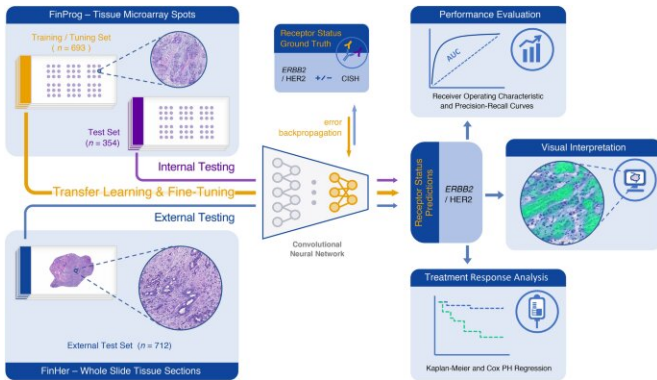 FinProg – Tissue Microarray Spots
Training / Tuning Set
( n = 693 )
Test Set
(n = 354)
Internal Testing
Transfer Learning & Fine-Tuning
External Testing
External Test Set (n = 712)
FinHer – Whole Slide Tissue Sections
Receptor Status
Ground Truth
ERBB2
/ HER2
+/−
CISH
error
backpropagation
Convolutional
Neural Network
Receptor Status
Predictions
ERBB2
/ HER2
Performance Evaluation
AUC
Receiver Operating Characteristic
and Precision-Recall Curves
Visual Interpretation
Treatment Response Analysis
Kaplan-Meier and Cox PH Regression